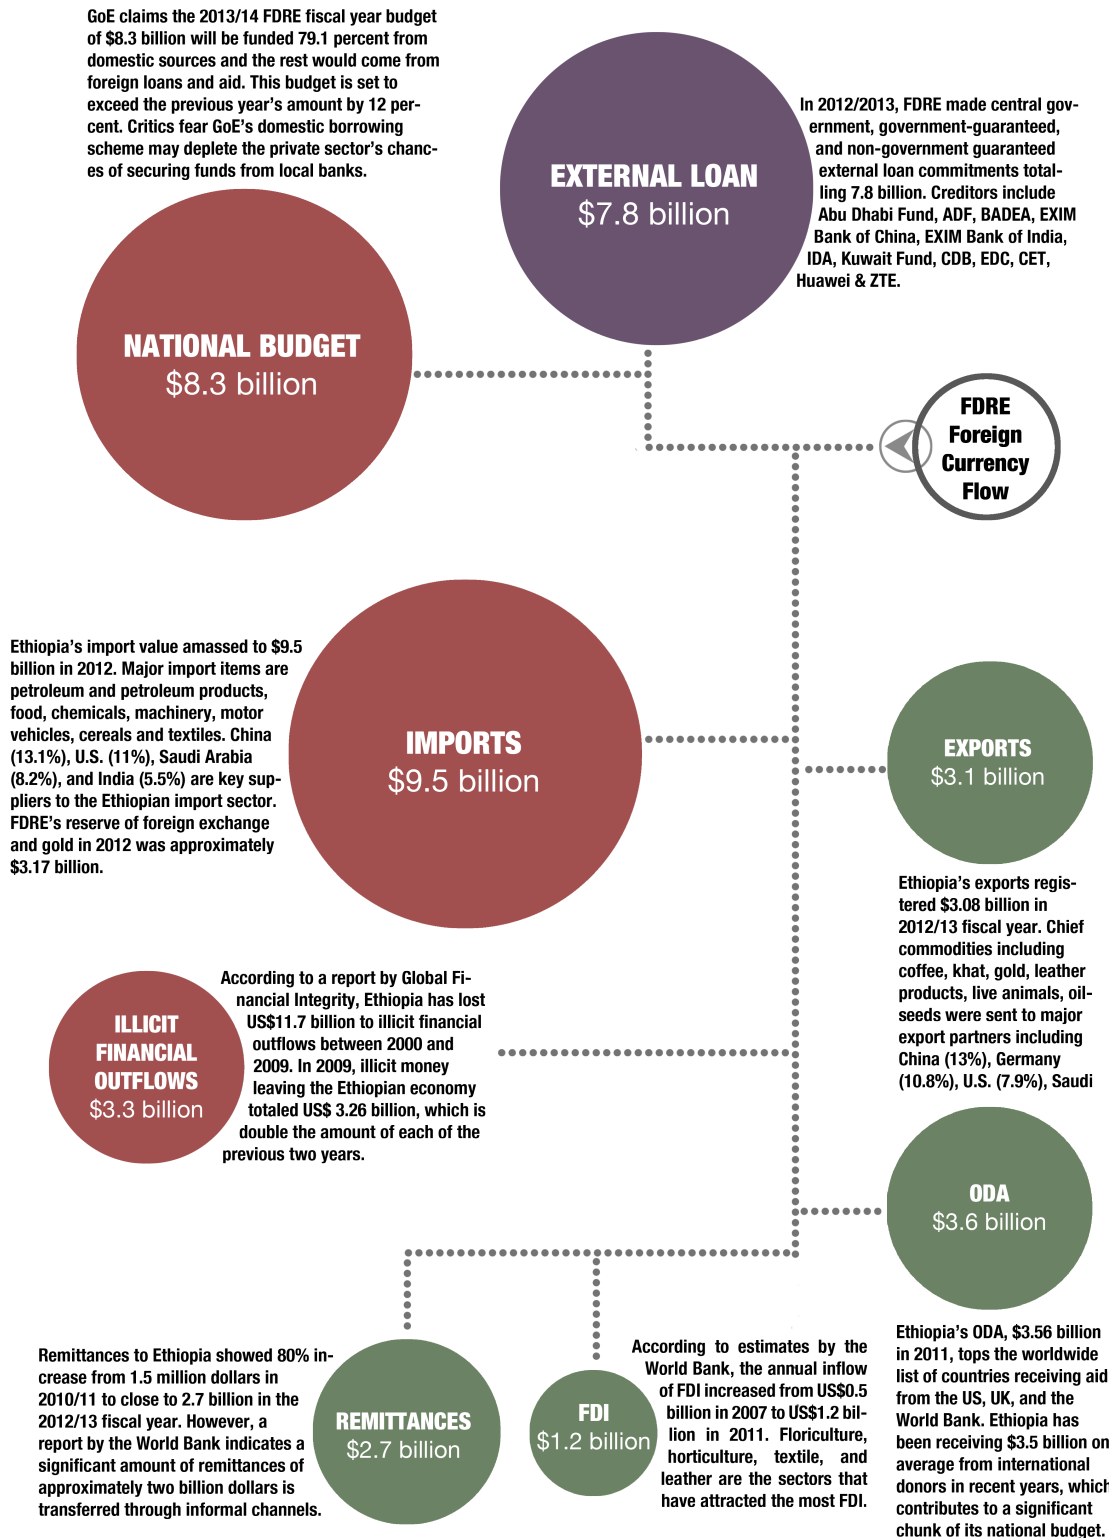 GoE claims the 2013/14 FDRE fiscal year budget
of $8.3 billion will be funded 79.1 percent from
domestic sources and the rest would come from
foreign loans and aid. This budget is set to
exceed the previous year's amount by 12 per-
cent. Critics fear GoE's domestic borrowing
scheme may deplete the private sector's chanc-
es of securing funds from local banks.
EXTERNAL LOAN
$7.8 billion
In 2012/2013, FDRE made central gov-
ernment, government-guaranteed,
and non-government guaranteed
external loan commitments total-
ling 7.8 billion. Creditors include
Abu Dhabi Fund, ADF, BADEA, EXIM
Bank of China, EXIM Bank of India,
IDA, Kuwait Fund, CDB, EDC, CET,
Huawei & ZTE.
NATIONAL BUDGET
$8.3 billion
FDRE
Foreign
Currency
Flow
Ethiopia's import value amassed to $9.5
billion in 2012. Major import items are
petroleum and petroleum products,
food, chemicals, machinery, motor
vehicles, cereals and textiles. China
(13.1%), U.S. (11%), Saudi Arabia
(8.2%), and India (5.5%) are key sup-
pliers to the Ethiopian import sector.
FDRE's reserve of foreign exchange
and gold in 2012 was approximately
$3.17 billion.
IMPORTS
$9.5 billion
EXPORTS
$3.1 billion
Ethiopia's exports regis-
tered $3.08 billion in
2012/13 fiscal year. Chief
commodities including
coffee, khat, gold, leather
products, live animals, oil-
seeds were sent to major
export partners including
China (13%), Germany
(10.8%), U.S. (7.9%), Saudi
ILLICIT
FINANCIAL
OUTFLOWS
$3.3 billion
According to a report by Global Fi-
nancial Integrity, Ethiopia has lost
US$11.7 billion to illicit financial
outflows between 2000 and
2009. In 2009, illicit money
leaving the Ethiopian economy
totaled US$ 3.26 billion, which is
double the amount of each of the
previous two years.
ODA
$3.6 billion
Ethiopia's ODA, $3.56 billion
in 2011, tops the worldwide
list of countries receiving aid
from the US, UK, and the
World Bank. Ethiopia has
been receiving $3.5 billion on
average from international
donors in recent years, which
contributes to a significant
chunk of its national budget.
Remittances to Ethiopia showed 80% in-
crease from 1.5 million dollars in
2010/11 to close to 2.7 billion in the
2012/13 fiscal year. However, a
report by the World Bank indicates a
significant amount of remittances of
approximately two billion dollars is
transferred through informal channels.
REMITTANCES
$2.7 billion
FDI
$1.2 billion
According to estimates by the
World Bank, the annual inflow
of FDI increased from US$0.5
billion in 2007 to US$1.2 bil-
lion in 2011. Floriculture,
horticulture, textile, and
leather are the sectors that
have attracted the most FDI.